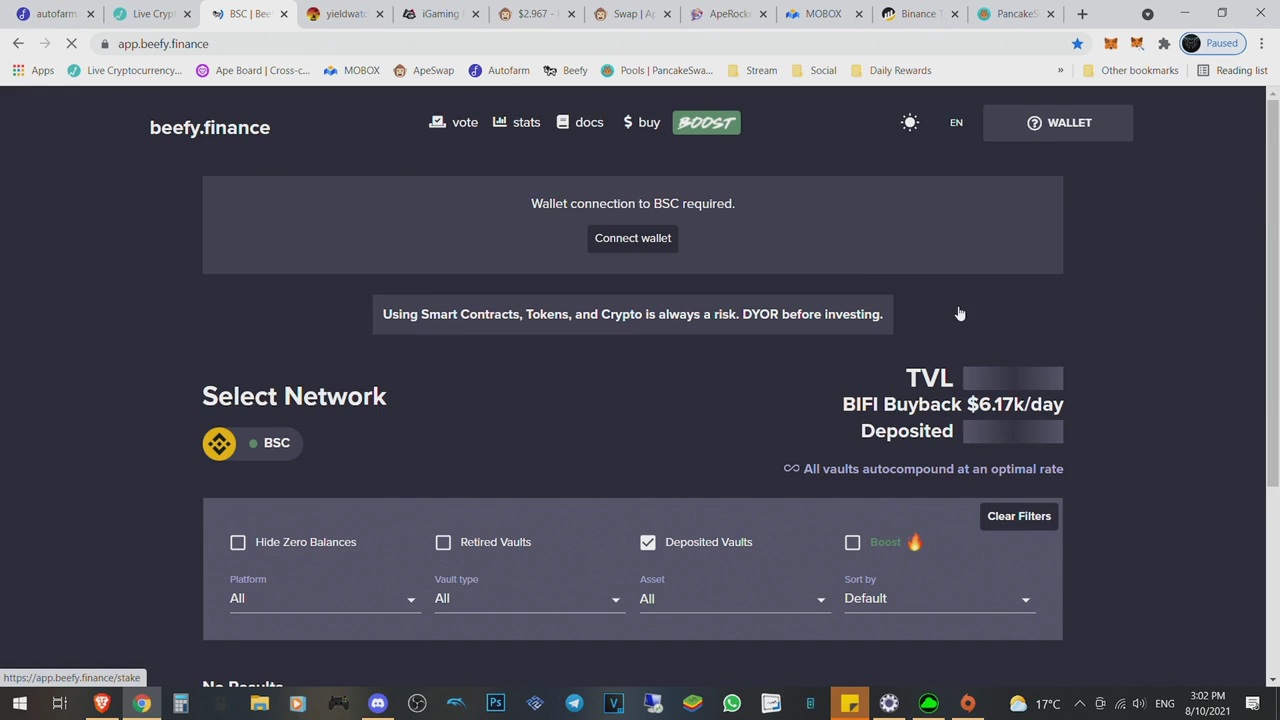 autofarm
Live Crypt
BSC | Bee
yieldwatc
iGaming
$2.967 -
Swap | Ap
ApeRock
MOBOX
Binance T
PancakeS
app.beefy.finance
Paused
Apps
Live Cryptocurrency...
Ape Board | Cross-c...
MOBOX
ApeSwap
Autofarm
Beefy
Pools | PancakeSwa...
Stream
Social
Daily Rewards
»
Other bookmarks
Reading list
beefy.finance
vote
stats
docs
buy
BOOST
EN
WALLET
Wallet connection to BSC required.
Connect wallet
Using Smart Contracts, Tokens, and Crypto is always a risk. DYOR before investing.
Select Network
TVL
BIFI Buyback $6.17k/day
BSC
Deposited
All vaults autocompound at an optimal rate
Clear Filters
Hide Zero Balances
Retired Vaults
Deposited Vaults
Boost
Platform
Vault type
Asset
Sort by
All
All
All
Default
https://app.beefy.finance/stake
No Results
17°C
ENG
3:02 PM
8/10/2021